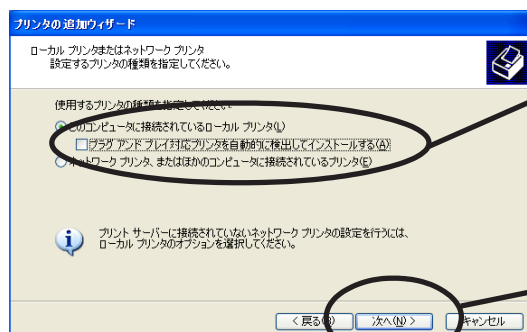 プリンタの追加ウィザード
ローカル プリンタまたはネットワーク プリンタ
設定するプリンタの種類を指定してください。
使用するプリンタの種類を指定してください
このコンピュータに接続されているローカル プリンタ(L)
プラグ アンド プレイ対応プリンタを自動的に検出してインストールする(A)
ネットワーク プリンタ、またはほかのコンピュータに接続されているプリンタ(E)
プリント サーバーに接続されていないネットワーク プリンタの設定を行うには、
ローカル プリンタのオプションを選択してください。
< 戻る(B) 次へ(N) > キャンセル